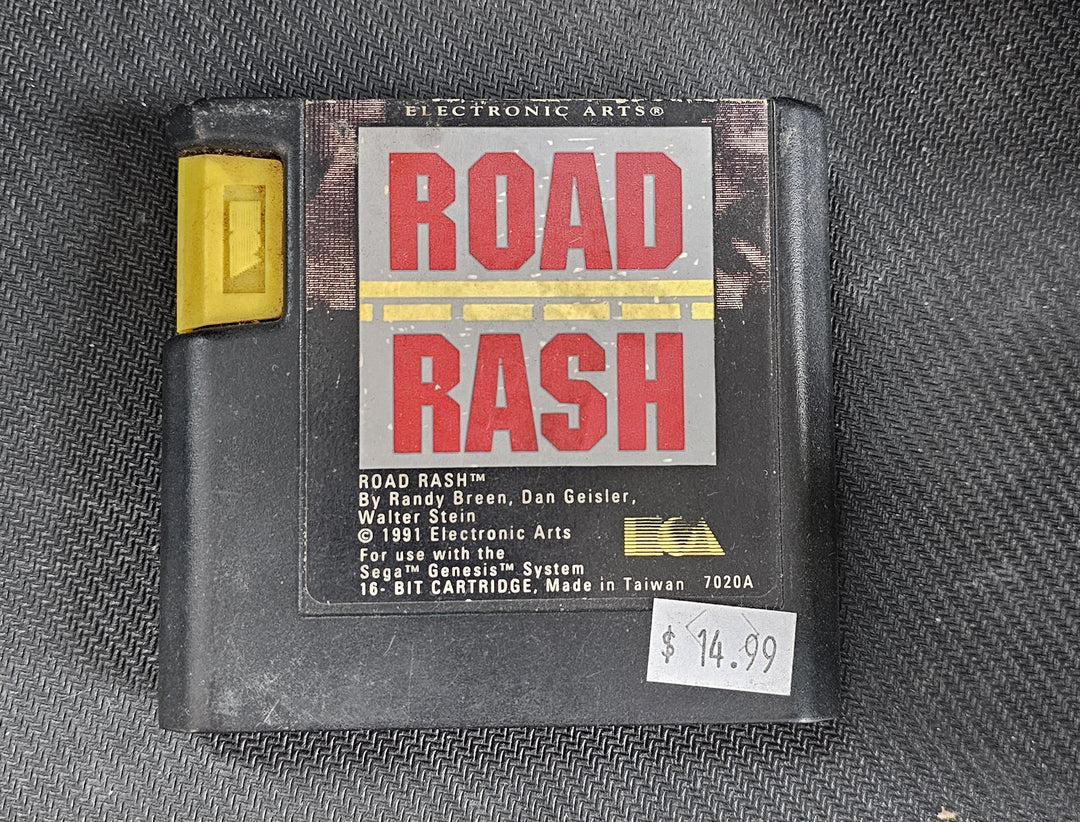 ELECTRONIC ARTS®
ROAD
RASH
ROAD RASH™
By Randy Breen, Dan Geisler,
Walter Stein
© 1991 Electronic Arts
For use with the
Sega™ Genesis™ System
16- BIT CARTRIDGE, Made in Taiwan 7020A
EOA
$ 14.99